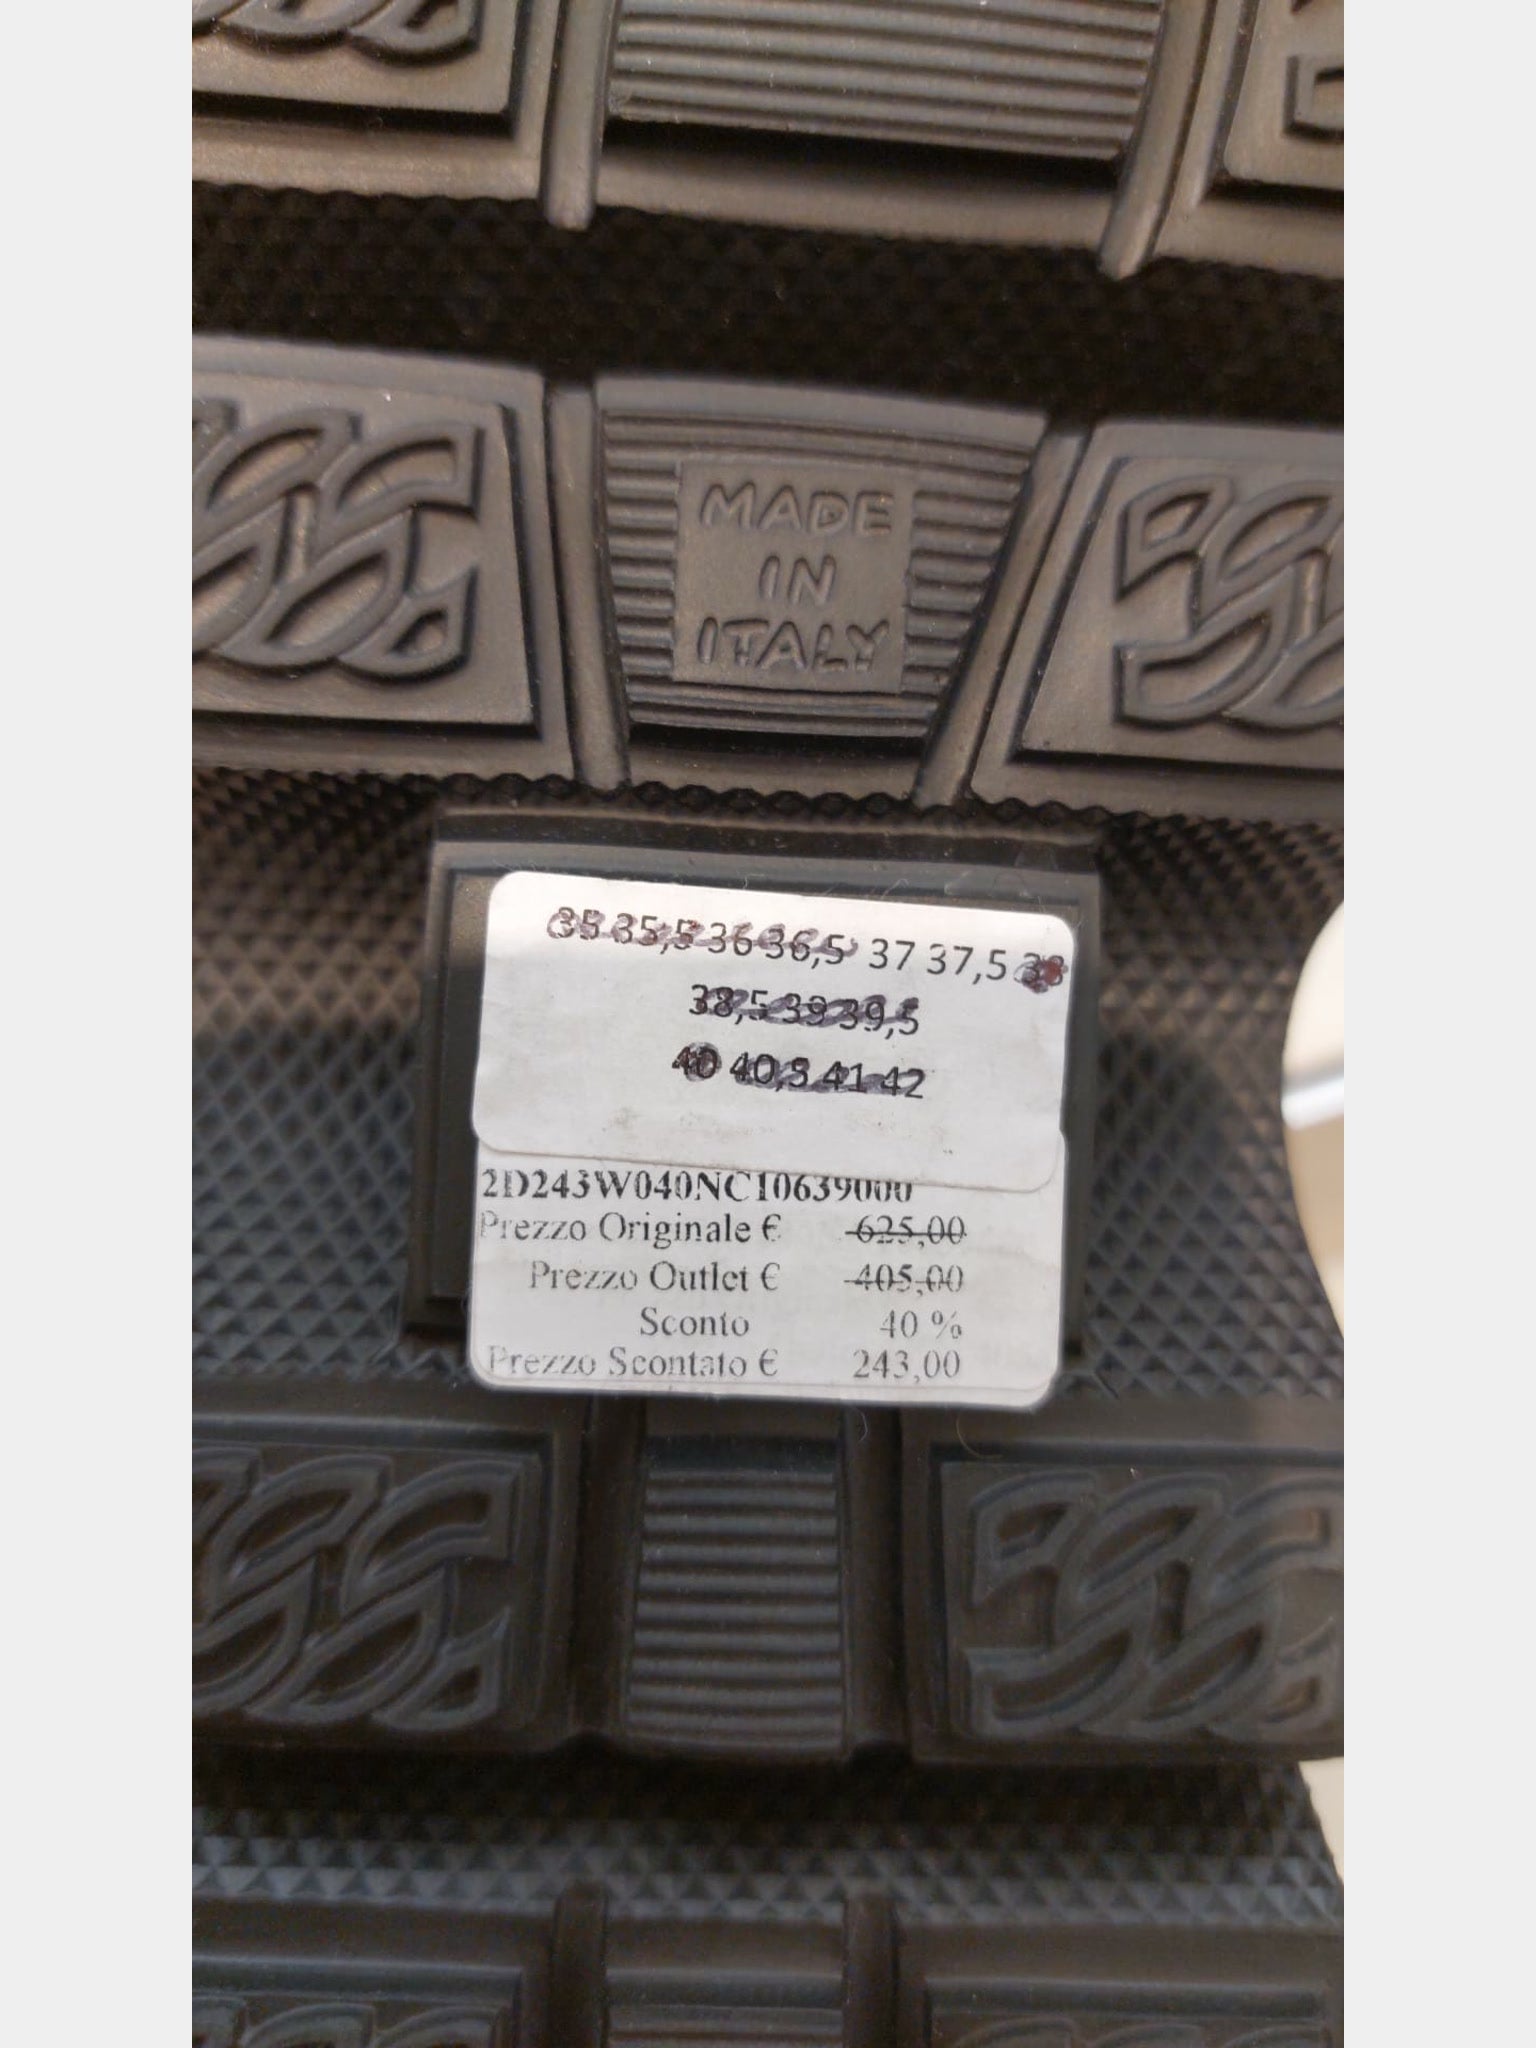 MADE
IN
ITALY
35 35,5 36 36,5 37 37,5 38
38,5 39 39,5
40 40,5 41 42
2D243W040NC10639000
Prezzo Originale € 625,00
Prezzo Outlet € 405,00
Sconto 40 %
Prezzo Scontato € 243,00